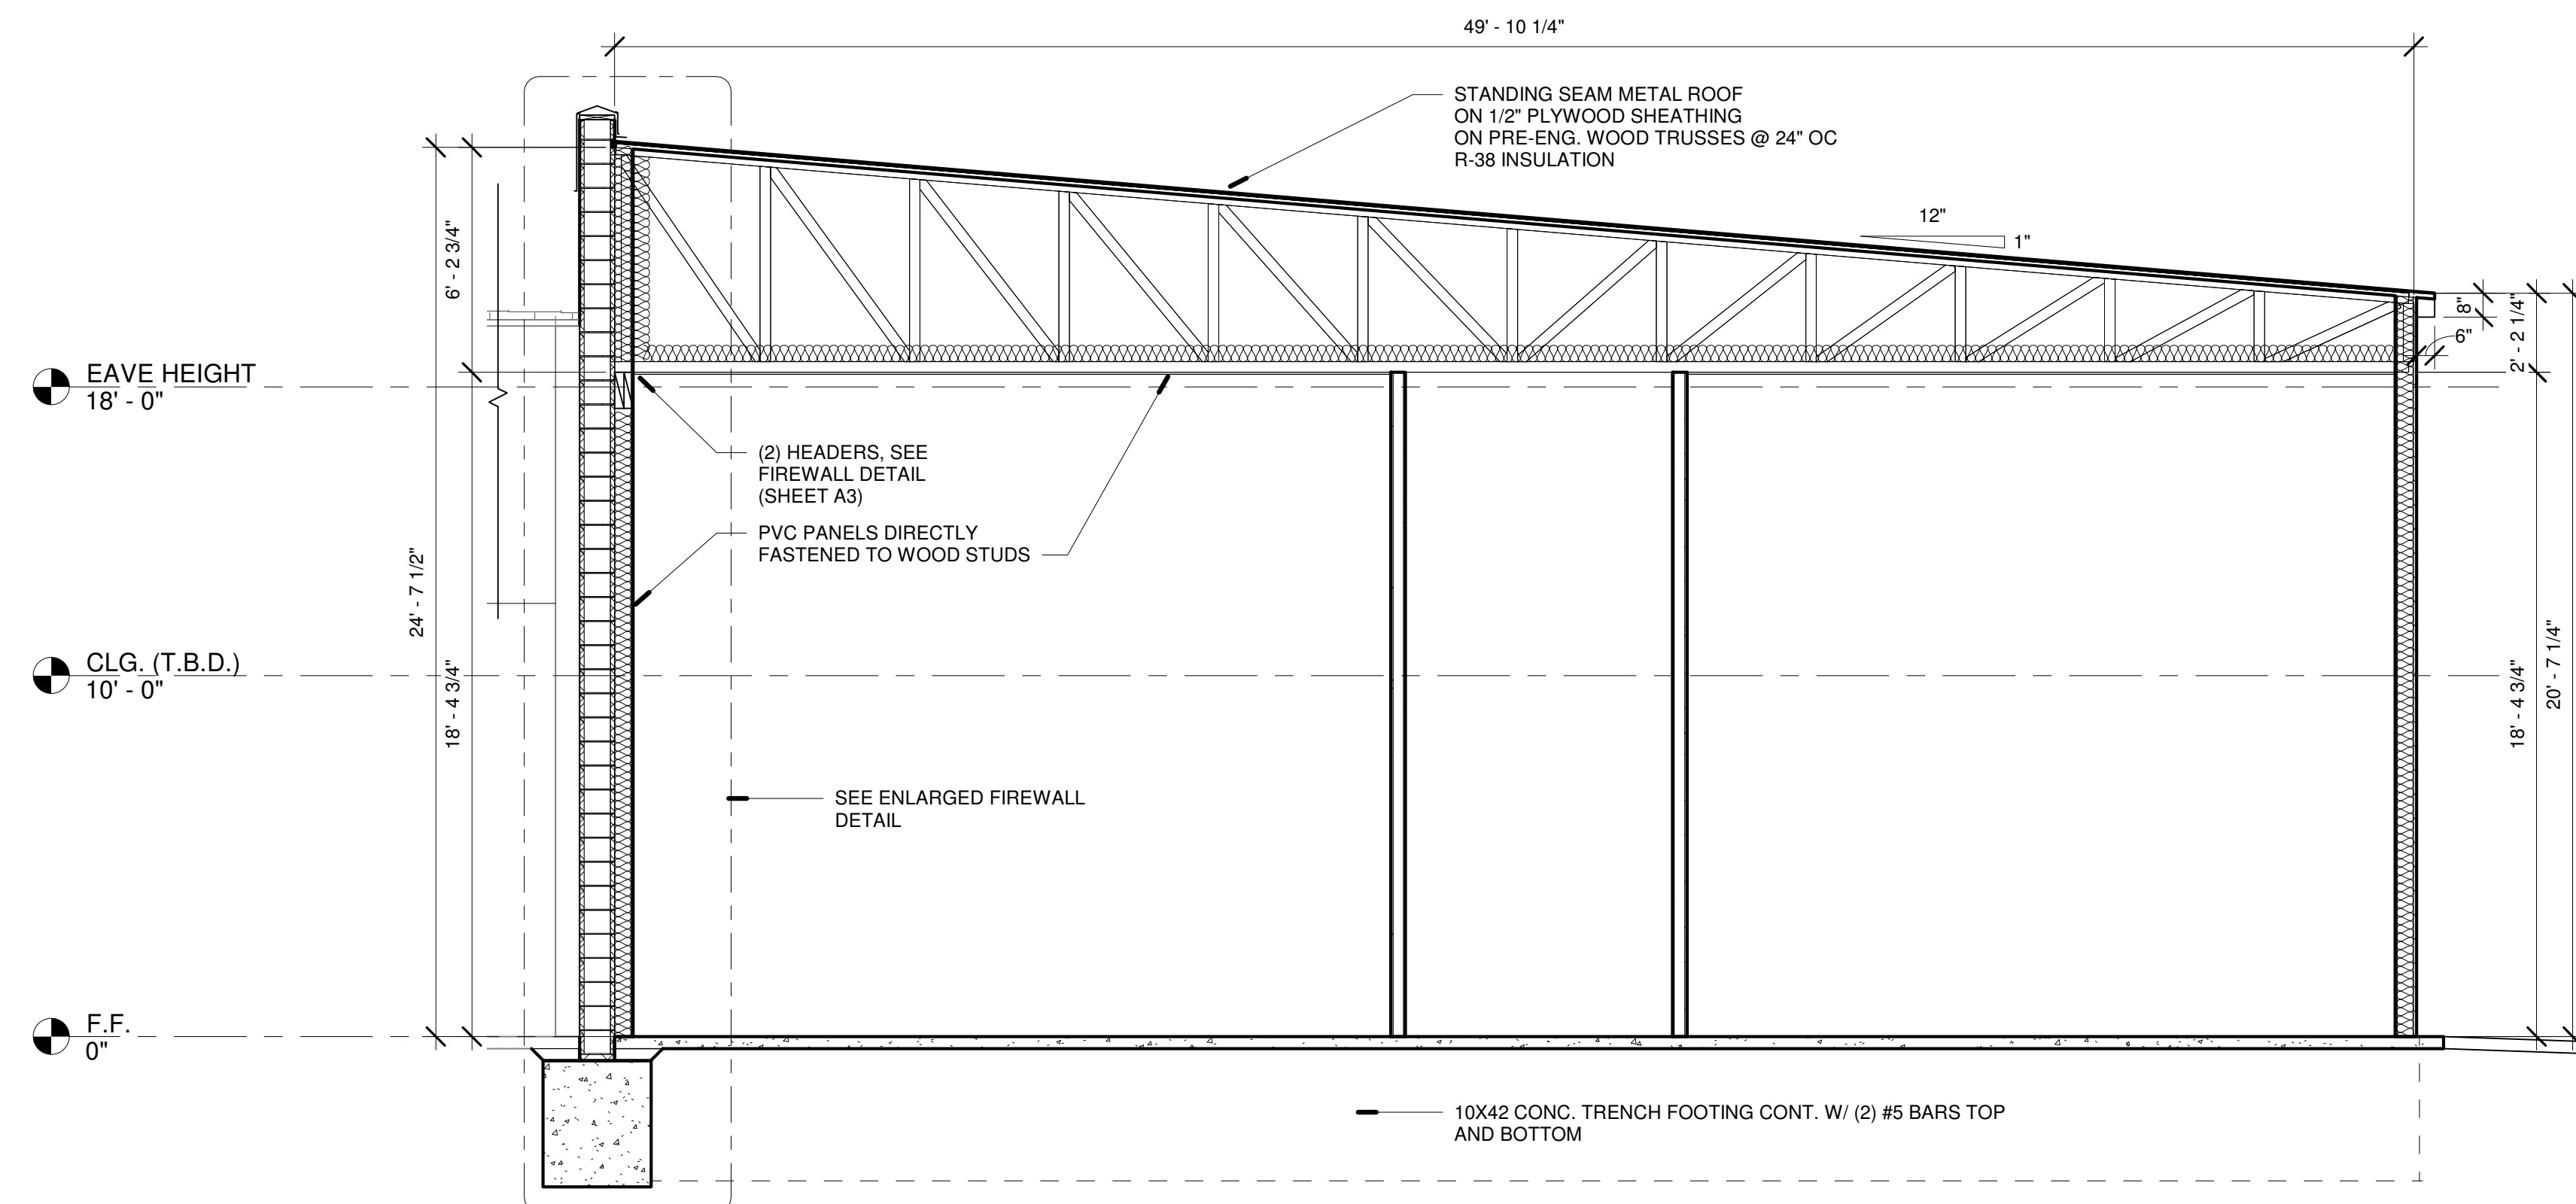 49' - 10 1/4"
STANDING SEAM METAL ROOF
ON 1/2" PLYWOOD SHEATHING
ON PRE-ENG. WOOD TRUSSES @ 24" OC
R-38 INSULATION
12"
1"
6' - 2 3/4"
8"
2' - 2 1/4"
6"
EAVE HEIGHT
18' - 0"
(2) HEADERS, SEE
FIREWALL DETAIL
(SHEET A3)
PVC PANELS DIRECTLY
FASTENED TO WOOD STUDS
24' - 7 1/2"
18' - 4 3/4"
CLG. (T.B.D.)
10' - 0"
18' - 4 3/4"
20' - 7 1/4"
SEE ENLARGED FIREWALL
DETAIL
F.F.
0"
10X42 CONC. TRENCH FOOTING CONT. W/ (2) #5 BARS TOP
AND BOTTOM